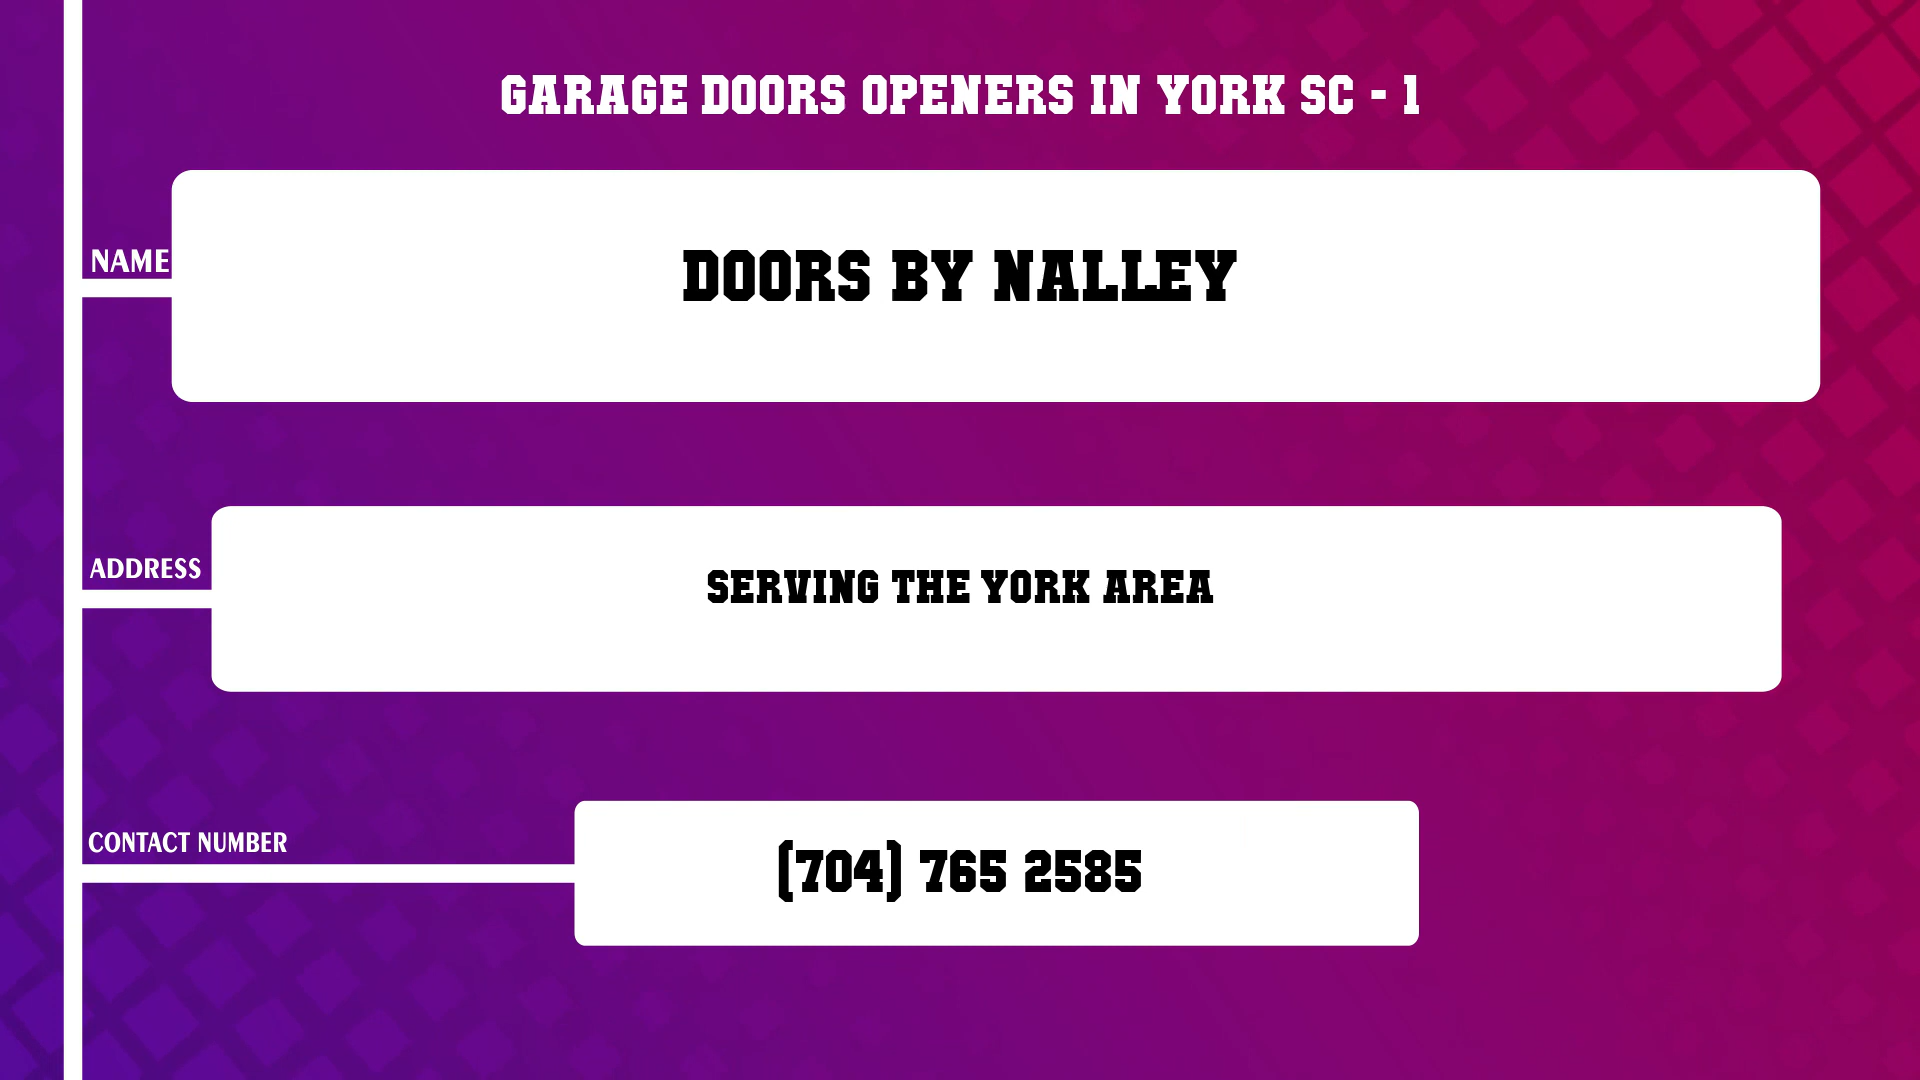 GARAGE DOORS OPENERS IN YORK SC - 1
NAME
DOORS BY NALLEY
ADDRESS
SERVING THE YORK AREA
CONTACT NUMBER
(704) 765 2585